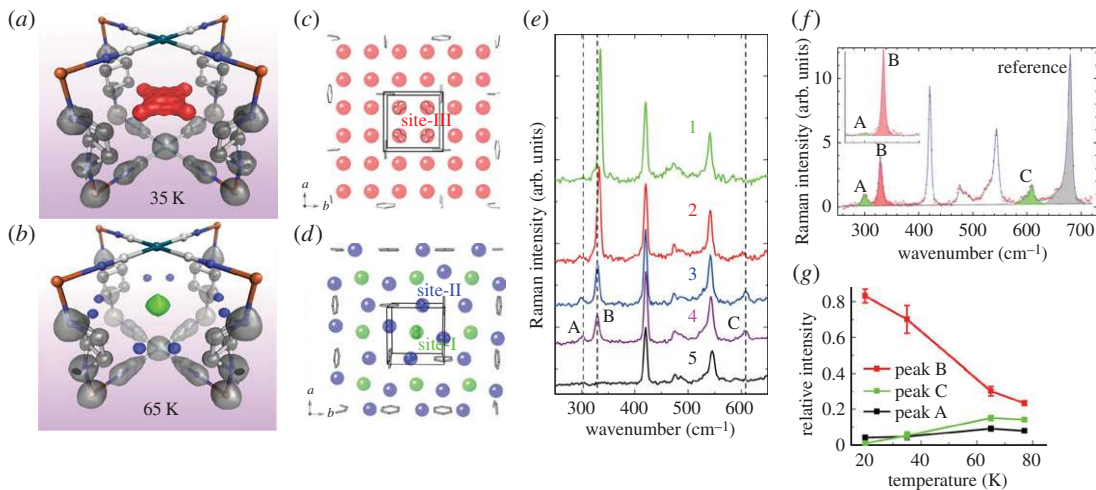 (a)
35 K
(b)
65 K
(c)
site-III
a
b
(d)
site-II
site-I
a
b
(e)
Raman intensity (arb. units)
1
2
3
4
5
A
B
C
300
400
500
600
wavenumber (cm−1)
(f)
Raman intensity (arb. units)
10
5
0
B
A
reference
B
A
C
300
400
500
600
700
wavenumber (cm−1)
(g)
relative intensity
0.8
0.6
0.4
0.2
0
peak B
peak C
peak A
20
40
60
80
temperature (K)